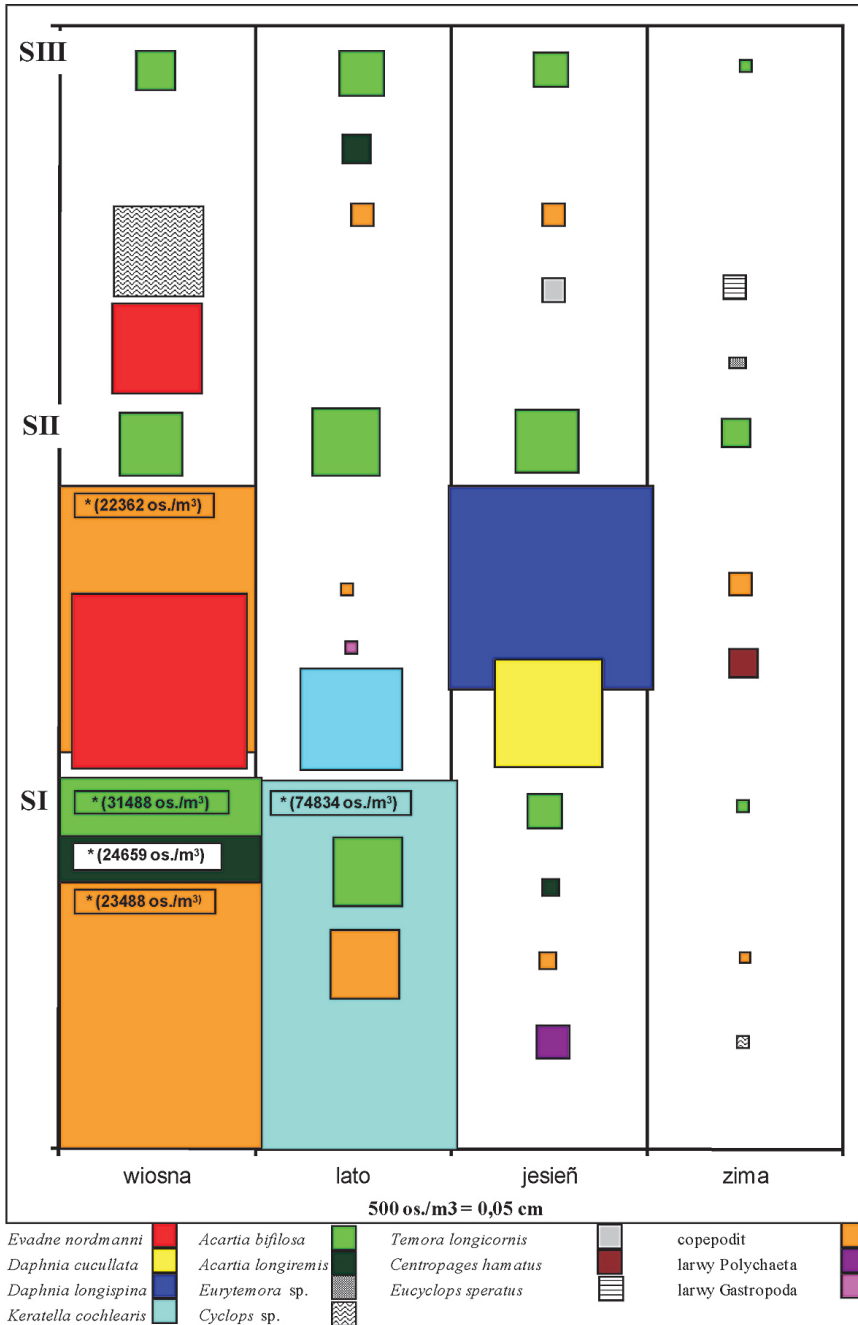 SIII
SII
* (22362 os./m³)
SI
* (31488 os./m³)
* (74834 os./m³)
* (24659 os./m³)
* (23488 os./m³)
wiosna lato jesieñ zima
500 os./m3 = 0,05 cm
Evadne nordmanni Acartia bifilosa Temora longicornis copepodit
Daphnia cucullata Acartia longiremis Centropages hamatus larwy Polychaeta
Daphnia longispina Eurytemora sp. Eucyclops speratus larwy Gastropoda
Keratella cochlearis Cyclops sp.